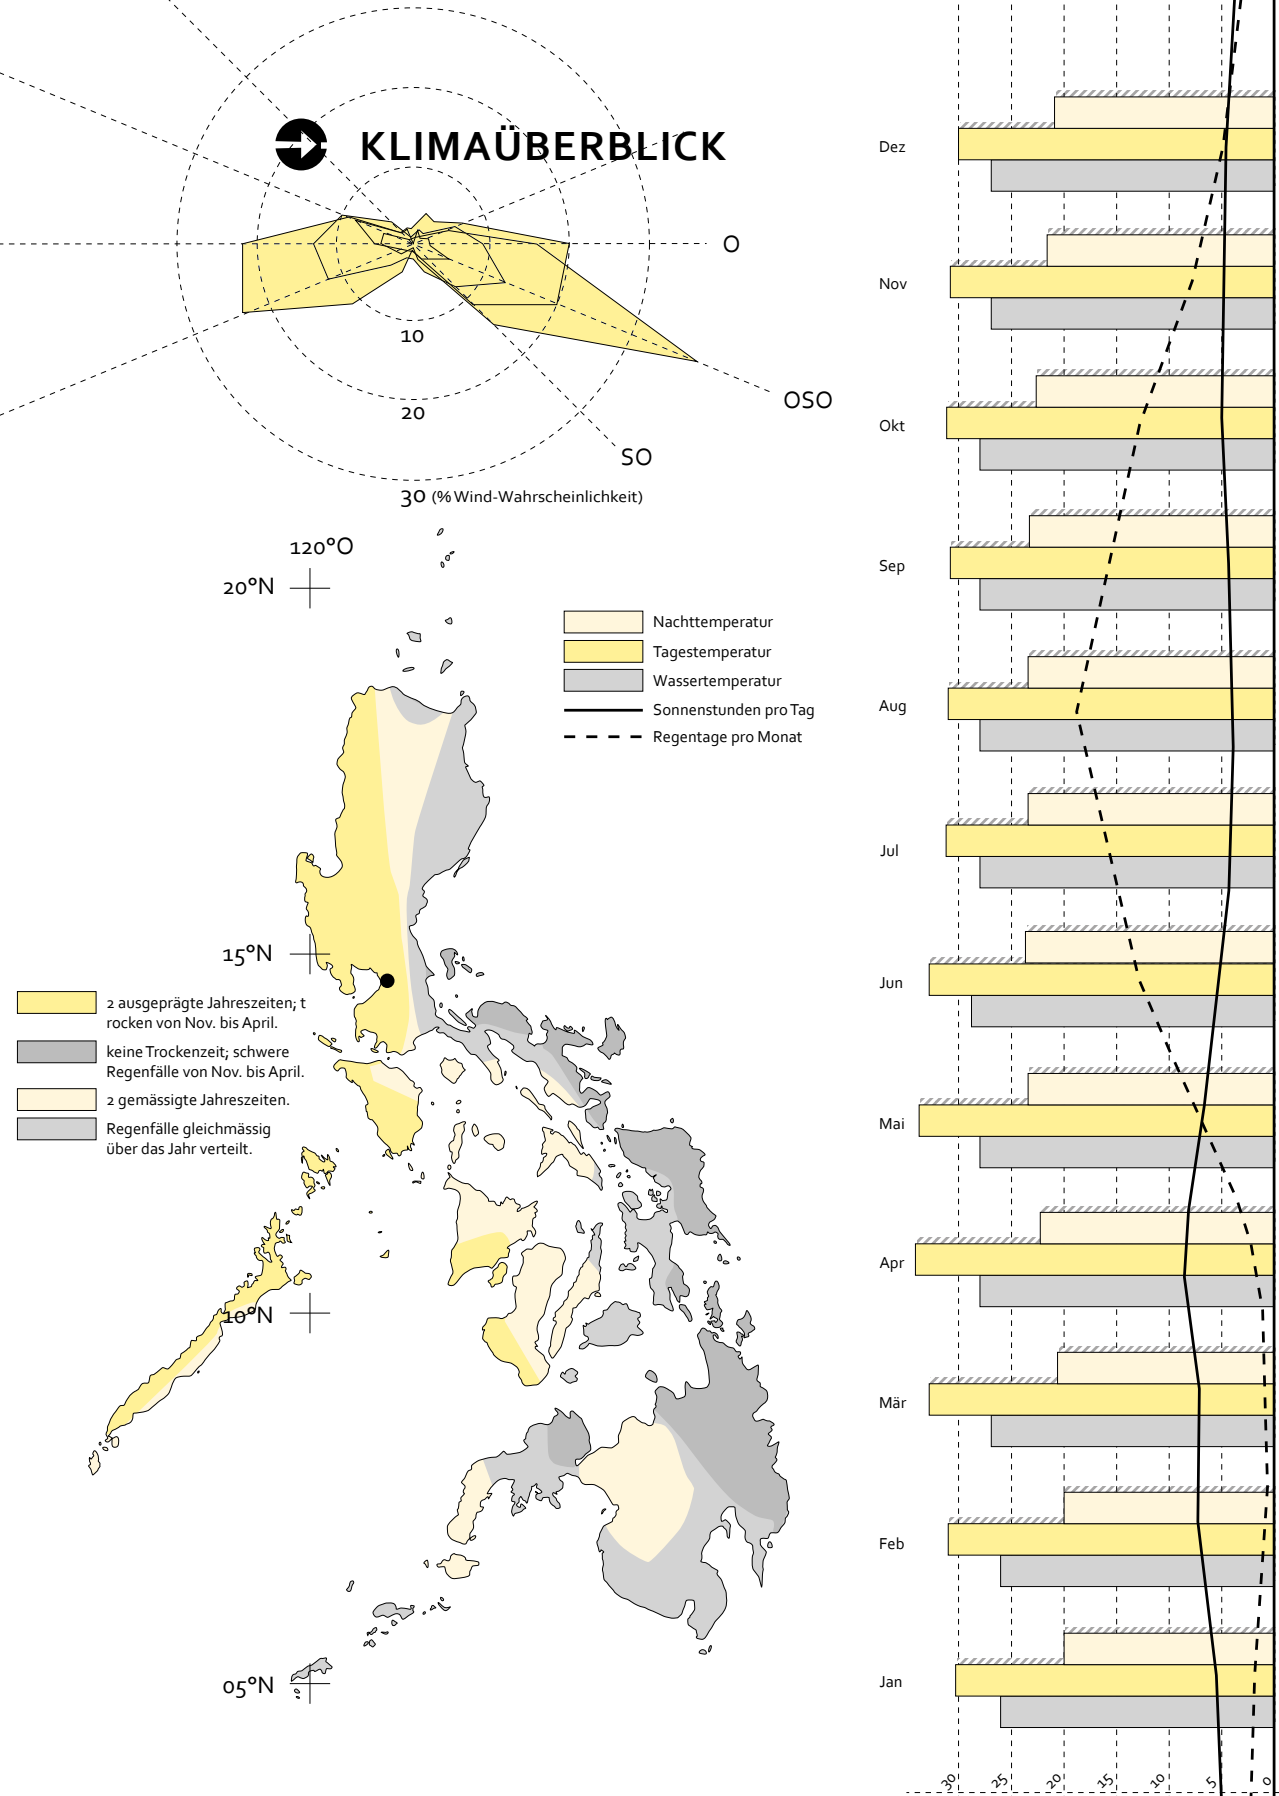 KLIMAÜBERBLICK
O
10
OSO
20
SO
30 (% Wind-Wahrscheinlichkeit)
120°O
20°N
Nachttemperatur
Tagestemperatur
Wassertemperatur
Sonnenstunden pro Tag
Regentage pro Monat
15°N
2 ausgeprägte Jahreszeiten; t
rocken von Nov. bis April.
keine Trockenzeit; schwere
Regenfälle von Nov. bis April.
2 gemässigte Jahreszeiten.
Regenfälle gleichmässig
über das Jahr verteilt.
10°N
05°N
Dez
Nov
Okt
Sep
Aug
Jul
Jun
Mai
Apr
Mär
Feb
Jan
30 25 20 15 10 5 0